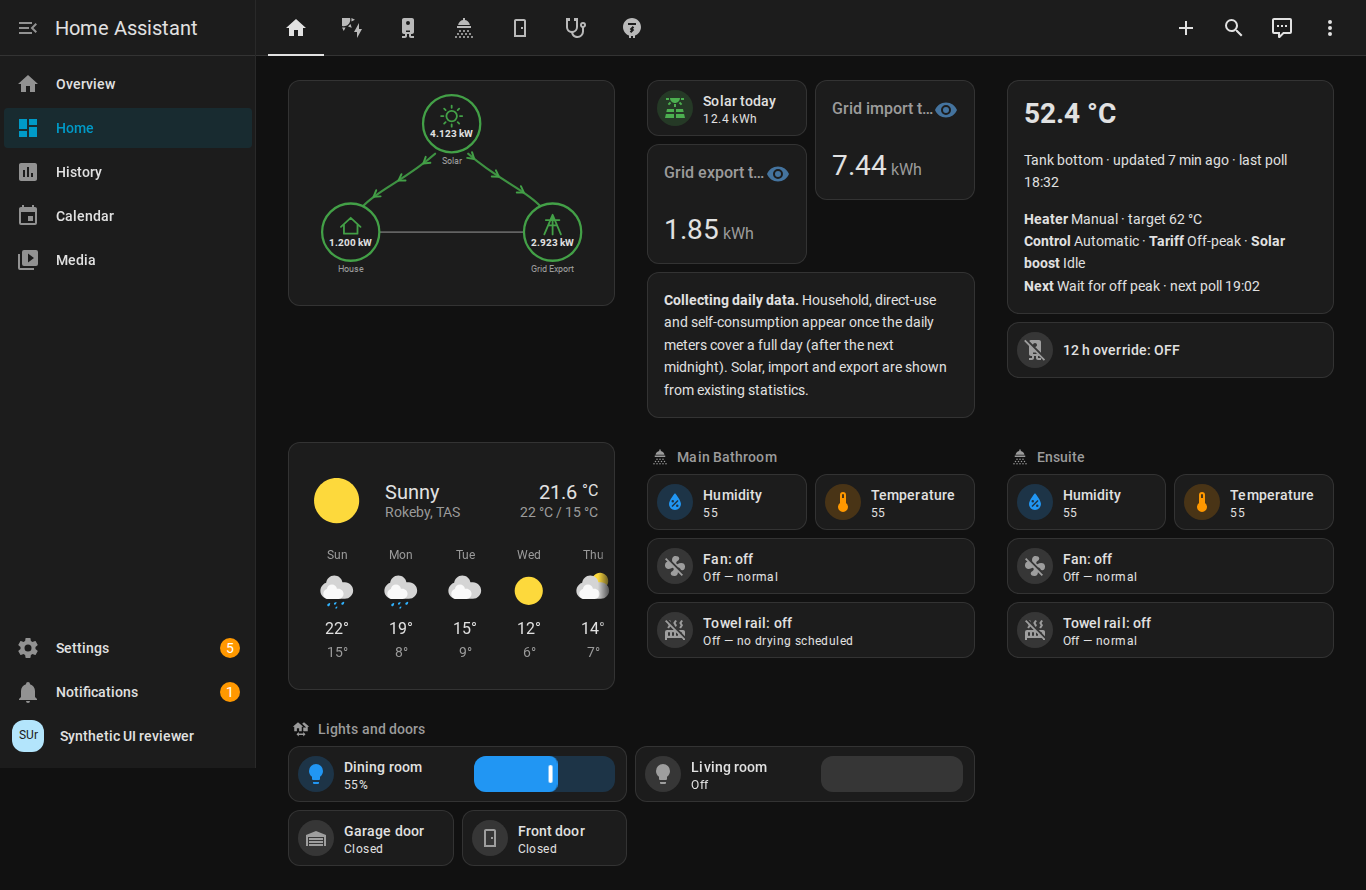 Home Assistant
Overview
Home
History
Calendar
Media
Settings
5
Notifications
1
SUr
Synthetic UI reviewer
4.123 kW
Solar
1.200 kW
House
2.923 kW
Grid Export
Solar today
12.4 kWh
Grid import t...
7.44 kWh
Grid export t...
1.85 kWh
Collecting daily data. Household, direct-use
and self-consumption appear once the daily
meters cover a full day (after the next
midnight). Solar, import and export are shown
from existing statistics.
52.4 °C
Tank bottom · updated 7 min ago · last poll
18:32
Heater Manual · target 62 °C
Control Automatic · Tariff Off-peak · Solar
boost Idle
Next Wait for off peak · next poll 19:02
12 h override: OFF
Sunny
Rokeby, TAS
21.6 °C
22 °C / 15 °C
Sun Mon Tue Wed Thu
22° 19° 15° 12° 14°
15° 8° 9° 6° 7°
Main Bathroom
Humidity
55
Temperature
55
Fan: off
Off — normal
Towel rail: off
Off — no drying scheduled
Ensuite
Humidity
55
Temperature
55
Fan: off
Off — normal
Towel rail: off
Off — normal
Lights and doors
Dining room
55%
Living room
Off
Garage door
Closed
Front door
Closed